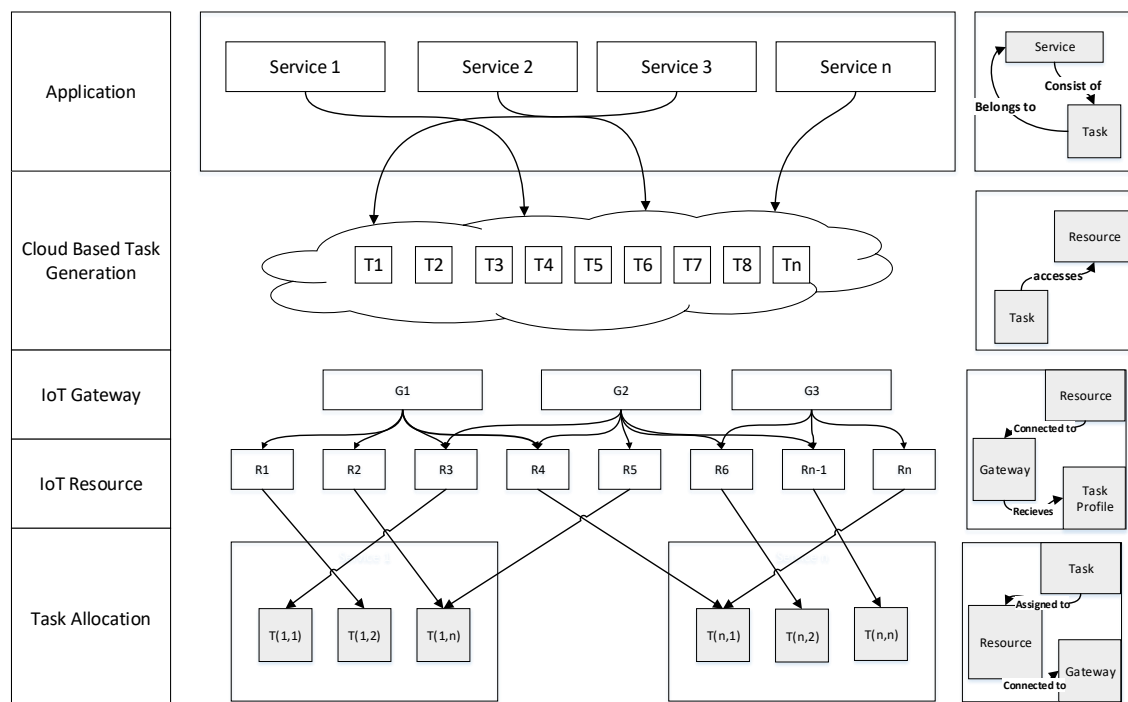 Application
Service 1
Service 2
Service 3
Service n
Service
Consist of
Belongs to
Task
Cloud Based Task
Generation
T1
T2
T3
T4
T5
T6
T7
T8
Tn
Resource
accesses
Task
IoT Gateway
G1
G2
G3
Resource
Connected to
Gateway
Recieves
Task
Profile
IoT Resource
R1
R2
R3
R4
R5
R6
Rn-1
Rn
Task Allocation
T(1,1)
T(1,2)
T(1,n)
T(n,1)
T(n,2)
T(n,n)
Task
Assigned to
Resource
Gateway
Connected to